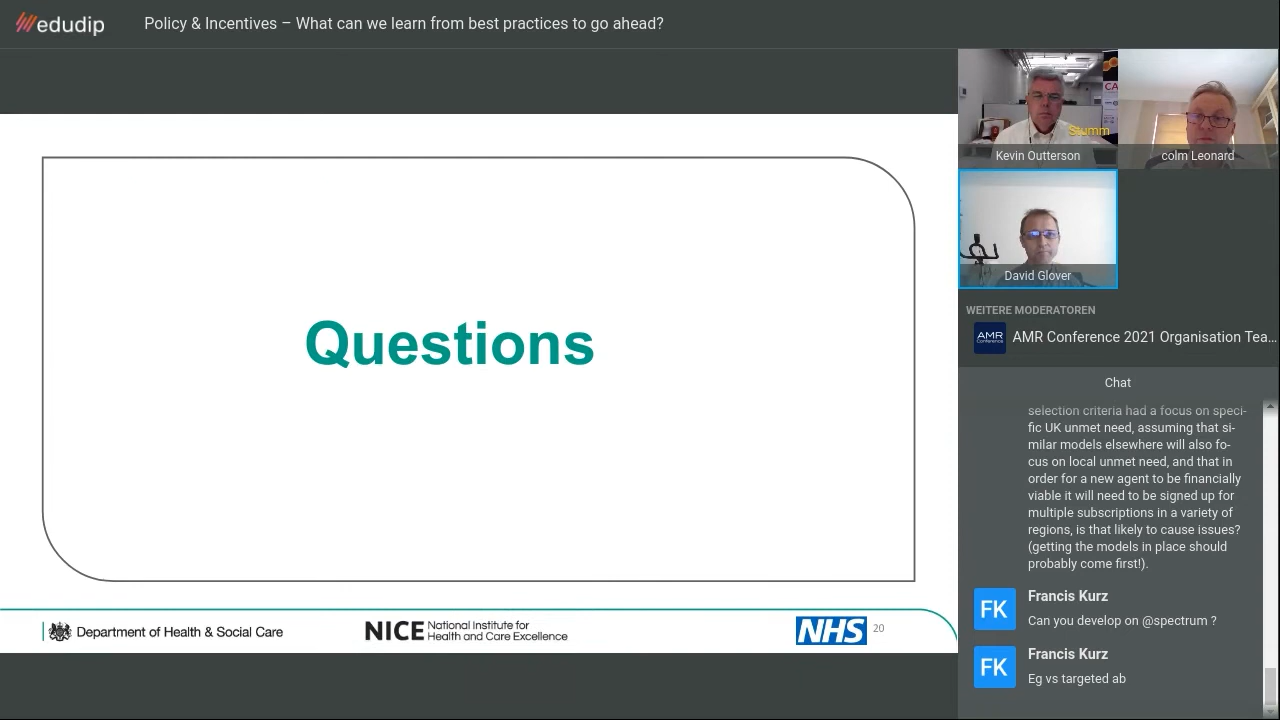 edudip
Policy & Incentives – What can we learn from best practices to go ahead?
CA
Stumm
Kevin Outterson
colm Leonard
David Glover
WEITERE MODERATOREN
AMR
Conference
AMR Conference 2021 Organisation Tea...
Chat
selection criteria had a focus on speci-
fic UK unmet need, assuming that si-
milar models elsewhere will also fo-
cus on local unmet need, and that in
order for a new agent to be financially
viable it will need to be signed up for
multiple subscriptions in a variety of
regions, is that likely to cause issues?
(getting the models in place should
probably come first!).
FK
Francis Kurz
Can you develop on @spectrum ?
FK
Francis Kurz
Eg vs targeted ab
Questions
Department of Health & Social Care
NICE National Institute for
Health and Care Excellence
NHS
20